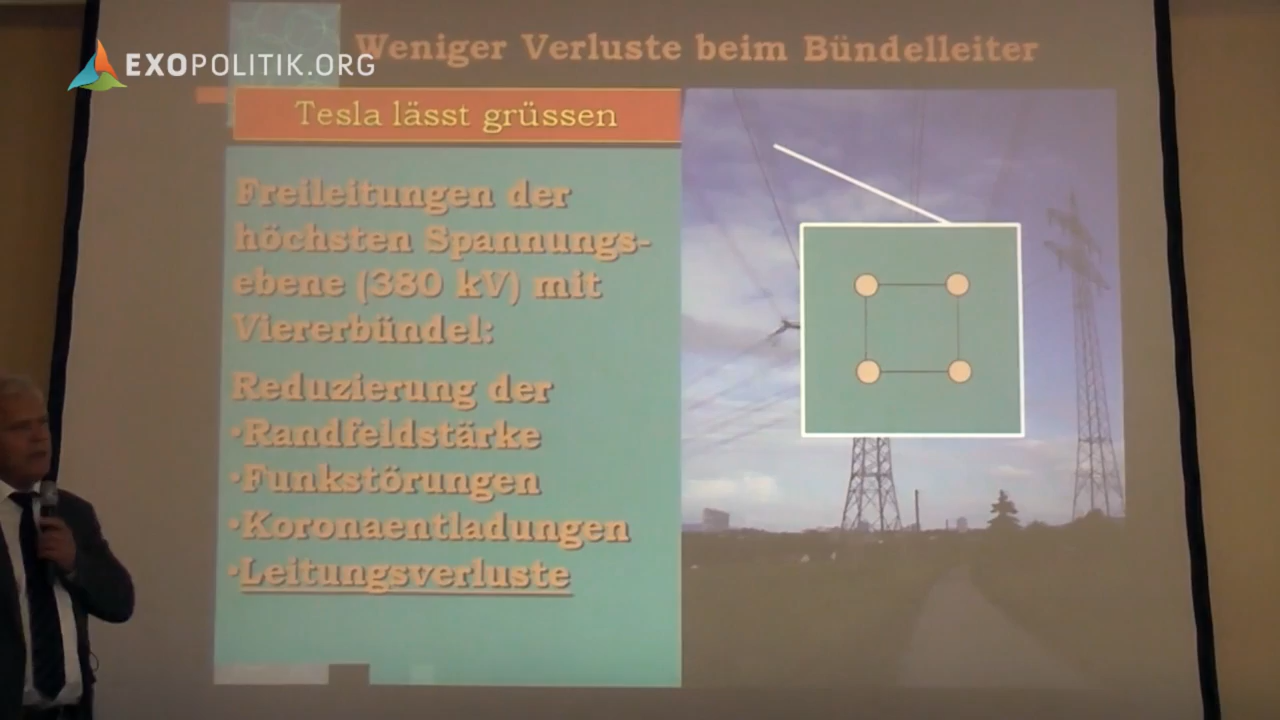 EXOPOLITIK.ORG
Weniger Verluste beim Bündelleiter
Tesla lässt grüssen
Freileitungen der
höchsten Spannungs-
ebene (380 kV) mit
Viererbündel:
Reduzierung der
•Randfeldstärke
•Funkstörungen
•Koronaentladungen
•Leitungsverluste